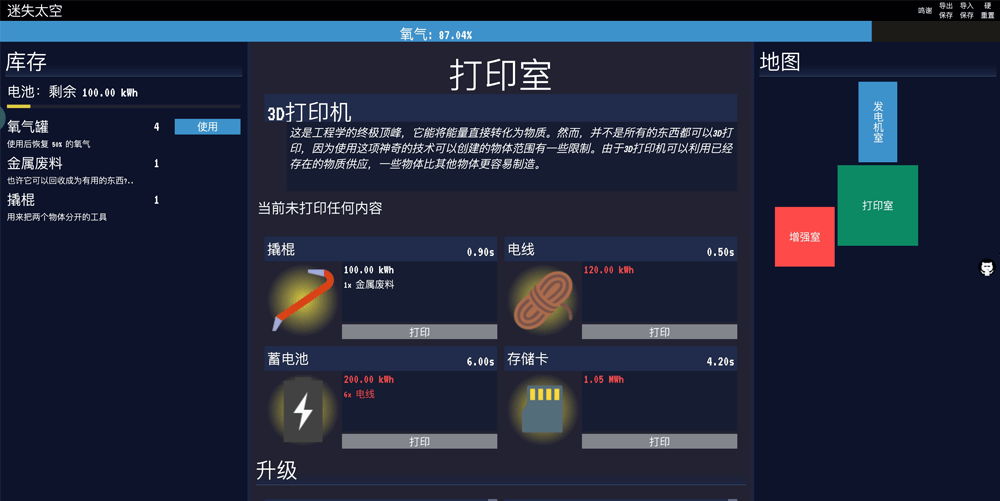 迷失太空
鸣谢
导出
保存
导入
保存
硬
重置
氧气: 87.04%
库存
电池: 剩余 100.00 kWh
氧气罐 4 使用
使用后恢复 50% 的氧气
金属废料 1
也许它可以回收成为有用的东西?..
撬棍 1
用来把两个物体分开的工具
打印室
3D打印机
这是工程学的终极顶峰，它能将能量直接转化为物质。然而，并不是所有的东西都可以3D打
印，因为使用这项神奇的技术可以创建的物体范围有一些限制。由于3D打印机可以利用已经
存在的物质供应，一些物体比其他物体更容易制造。
当前未打印任何内容
撬棍 0.90s
100.00 kWh
1x 金属废料
打印
电线 0.50s
120.00 kWh
打印
蓄电池 6.00s
200.00 kWh
6x 电线
打印
存储卡 4.20s
1.05 MWh
打印
升级
地图
发电机室
打印室
增强室